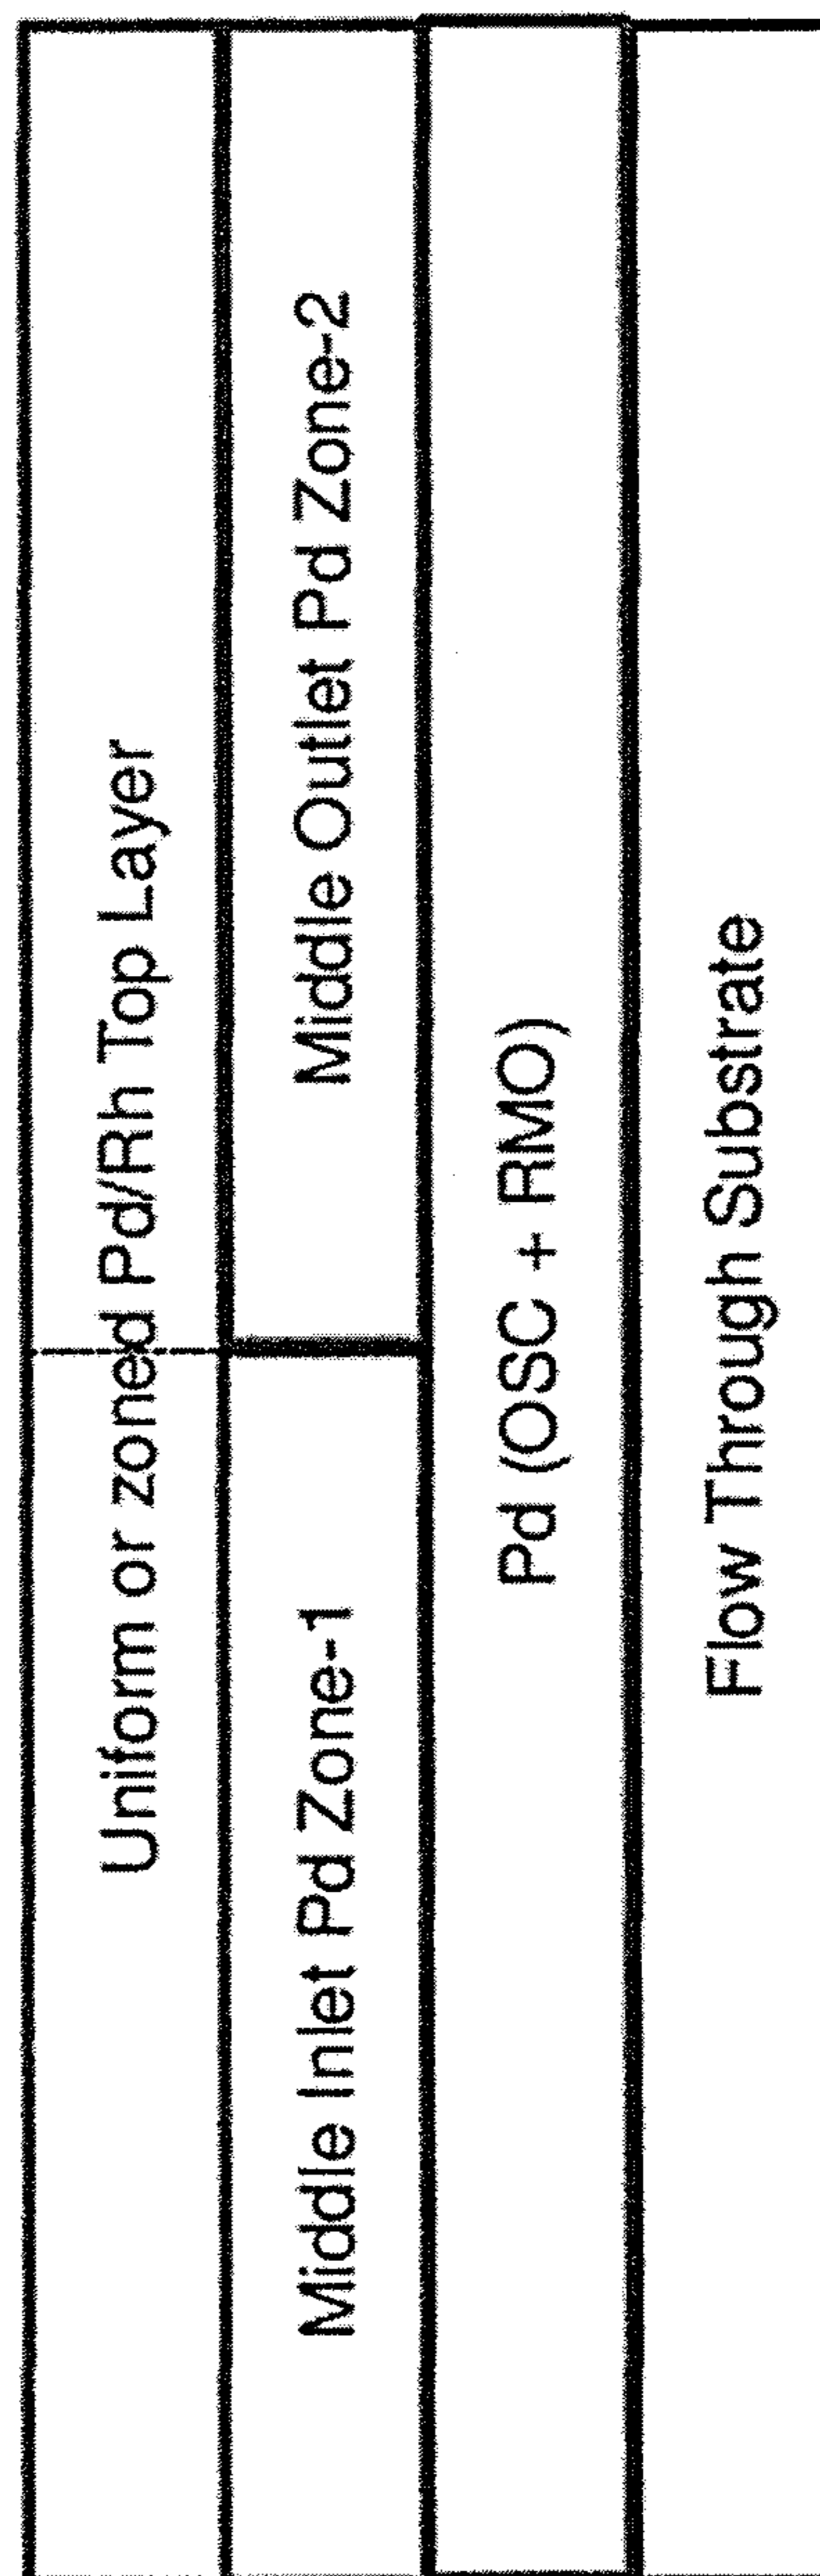 Uniform or zoned Pd/Rh Top Layer
Middle Inlet Pd Zone-1
Middle Outlet Pd Zone-2
Pd (OSC + RMO)
Flow Through Substrate